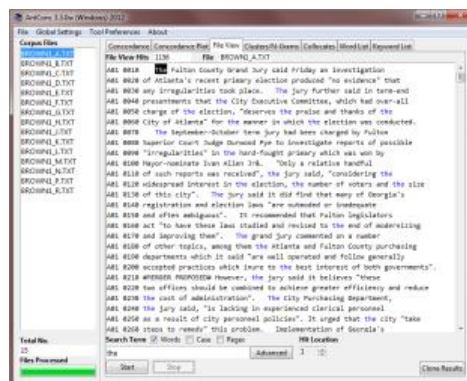 AntConc 3.3.0w (Windows) 2012
File Global Settings Tool Preferences About
Corpus Files
BROWN1_A.TXT
BROWN1_B.TXT
BROWN1_C.TXT
BROWN1_D.TXT
BROWN1_E.TXT
BROWN1_F.TXT
BROWN1_G.TXT
BROWN1_H.TXT
BROWN1_J.TXT
BROWN1_K.TXT
BROWN1_L.TXT
BROWN1_M.TXT
BROWN1_N.TXT
BROWN1_P.TXT
BROWN1_R.TXT
Total No.
15
Files Processed
Concordance Concordance Plot File View Clusters/N-Grams Collocates Word List Keyword List
File View Hits 1136 File BROWN1_A.TXT
A01 0010 The Fulton County Grand Jury said Friday an investigation
A01 0020 of Atlanta's recent primary election produced "no evidence" that
A01 0030 any irregularities took place. The jury further said in term-end
A01 0040 presentments that the City Executive Committee, which had over-all
A01 0050 charge of the election, "deserves the praise and thanks of the
A01 0060 City of Atlanta" for the manner in which the election was conducted.
A01 0070 The September-October term jury had been charged by Fulton
A01 0080 Superior Court Judge Durwood Pye to investigate reports of possible
A01 0090 "irregularities" in the hard-fought primary which was won by
A01 0100 Mayor-nominate Ivan Allen Jr&. "Only a relative handful
A01 0110 of such reports was received", the jury said, "considering the
A01 0120 widespread interest in the election, the number of voters and the size
A01 0130 of this city". The jury said it did find that many of Georgia's
A01 0140 registration and election laws "are outmoded or inadequate
A01 0150 and often ambiguous". It recommended that Fulton legislators
A01 0160 act "to have these laws studied and revised to the end of modernizing
A01 0170 and improving them". The grand jury commented on a number
A01 0180 of other topics, among them the Atlanta and Fulton County purchasing
A01 0190 departments which it said "are well operated and follow generally
A01 0200 accepted practices which inure to the best interest of both governments".
A01 0210 #MERGER PROPOSED# However, the jury said it believes "these
A01 0220 two offices should be combined to achieve greater efficiency and reduce
A01 0230 the cost of administration". The City Purchasing Department,
A01 0240 the jury said, "is lacking in experienced clerical personnel
A01 0250 as a result of city personnel policies". It urged that the city "take
A01 0260 steps to remedy" this problem. Implementation of Georgia's
Search Term Words Case Regex Hit Location
the Advanced 1
Start Stop Clone Results